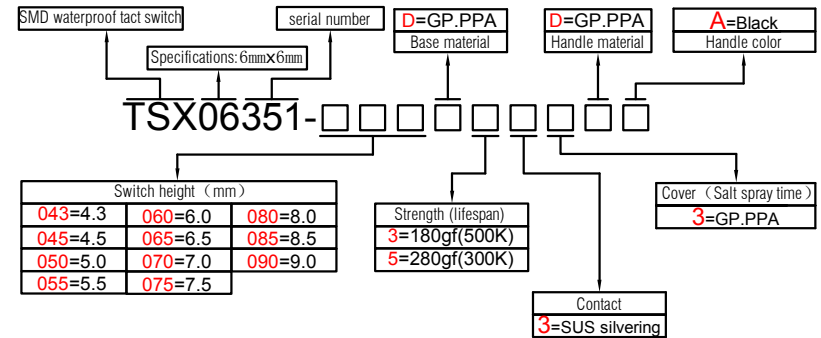 SMD waterproof tact switch
serial number
D=GP.PPA
Base material
D=GP.PPA
Handle material
A=Black
Handle color
Specifications:6mmx6mm
TSX06351-□□□□□□□□□
Switch height（mm）
043=4.3 060=6.0 080=8.0
045=4.5 065=6.5 085=8.5
050=5.0 070=7.0 090=9.0
055=5.5 075=7.5
Strength (lifespan)
3=180gf(500K)
5=280gf(300K)
Cover（Salt spray time）
3=GP.PPA
Contact
3=SUS silvering